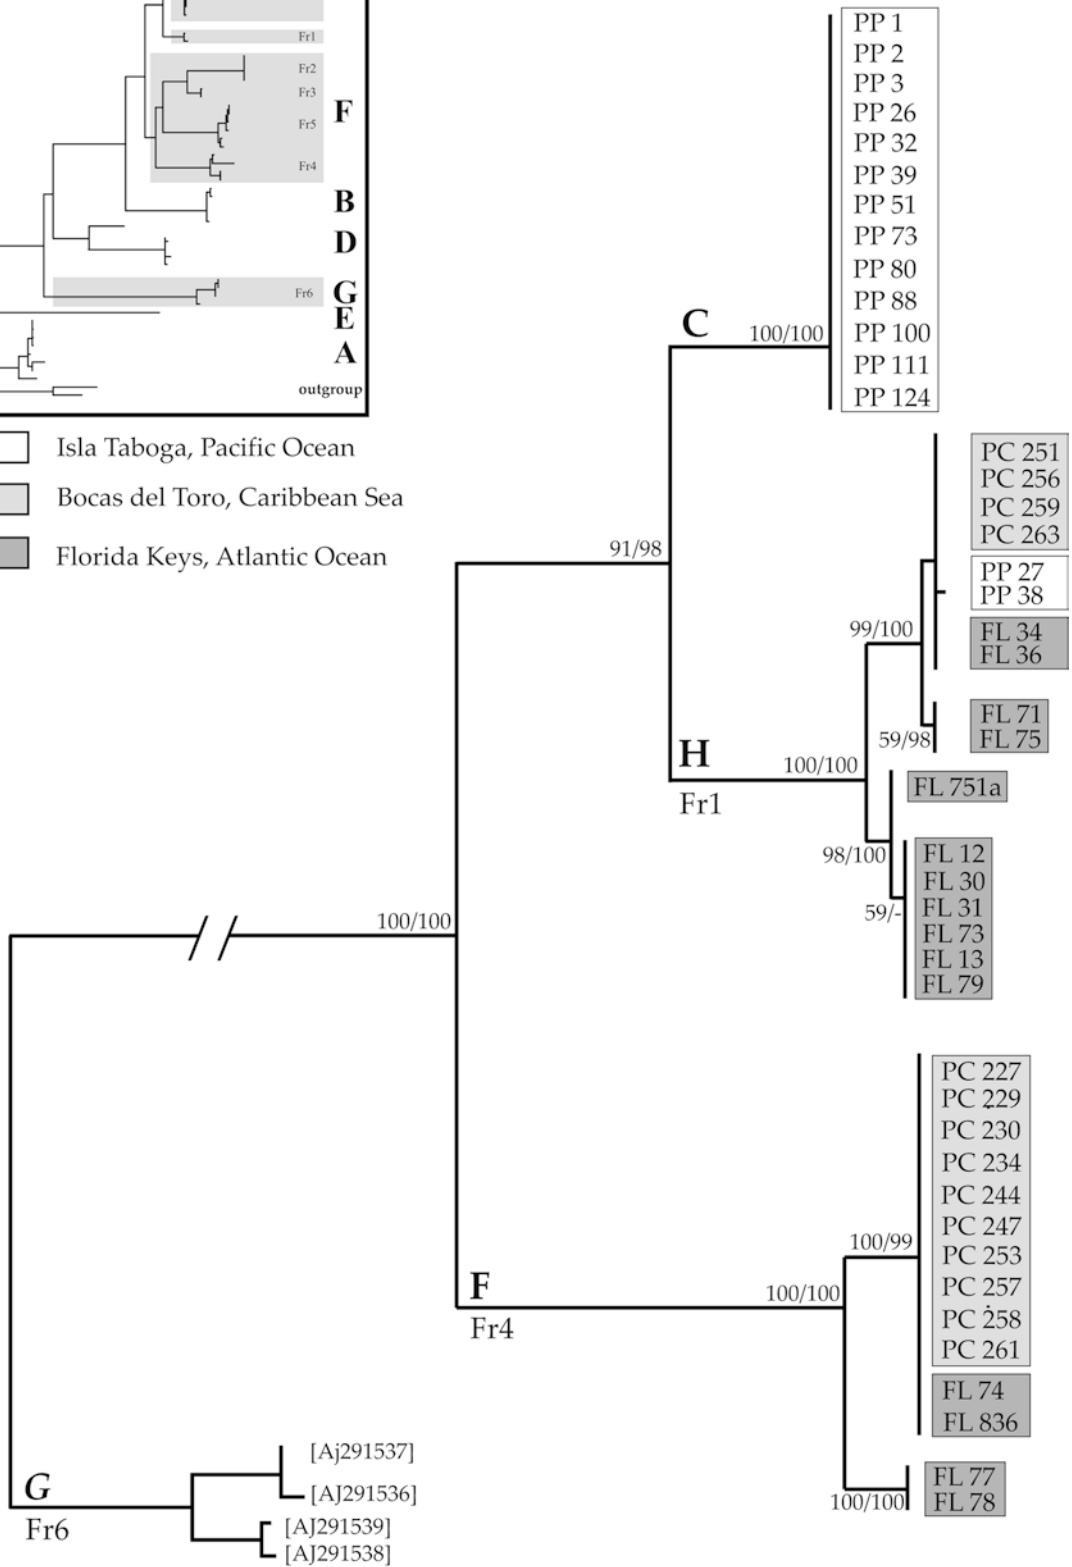 Fr1
Fr2
Fr3
F
Fr5
Fr4
B
D
G
Fr6
E
A
outgroup
Isla Taboga, Pacific Ocean
Bocas del Toro, Caribbean Sea
Florida Keys, Atlantic Ocean
PP 1
PP 2
PP 3
PP 26
PP 32
PP 39
PP 51
PP 73
PP 80
PP 88
PP 100
PP 111
PP 124
C
100/100
PC 251
PC 256
PC 259
PC 263
PP 27
PP 38
FL 34
FL 36
91/98
99/100
FL 71
FL 75
59/98
H
100/100
Fr1
FL 751a
98/100
FL 12
FL 30
FL 31
FL 73
FL 13
FL 79
59/-
100/100
PC 227
PC 229
PC 230
PC 234
PC 244
PC 247
PC 253
PC 257
PC 258
PC 261
100/99
F
100/100
Fr4
FL 74
FL 836
FL 77
FL 78
100/100
[Aj291537]
[AJ291536]
[AJ291539]
[AJ291538]
G
Fr6